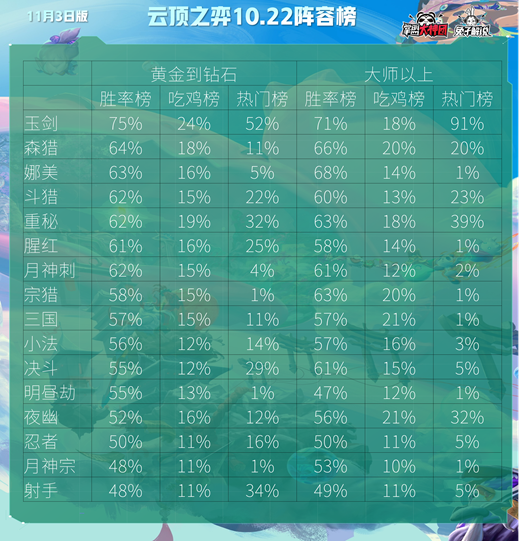 11月3日版
云顶之弈10.22阵容榜
黄金到钻石 大师以上
胜率榜 吃鸡榜 热门榜 胜率榜 吃鸡榜 热门榜
玉剑 75% 24% 52% 71% 18% 91%
森猎 64% 18% 11% 66% 20% 20%
娜美 63% 16% 5% 68% 14% 1%
斗猎 62% 15% 22% 60% 13% 23%
重秘 62% 19% 32% 63% 18% 39%
腥红 61% 16% 25% 58% 14% 1%
月神刺 62% 15% 4% 61% 12% 2%
宗猎 58% 15% 1% 63% 20% 1%
三国 57% 15% 11% 57% 21% 1%
小法 56% 12% 14% 57% 16% 3%
决斗 55% 12% 29% 61% 15% 5%
明昼劫 55% 13% 1% 47% 12% 1%
夜幽 52% 16% 12% 56% 21% 32%
忍者 50% 11% 16% 50% 11% 5%
月神宗 48% 11% 1% 53% 10% 1%
射手 48% 11% 34% 49% 11% 5%